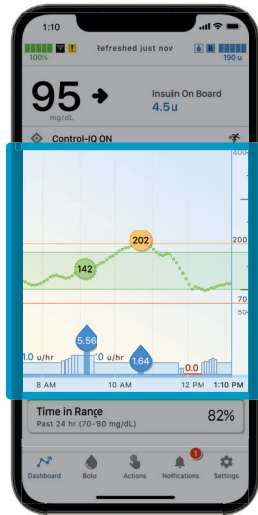 1:10
100%
Refreshed just nov
B
190 u
95
mg/dL
Insulin On Board
4.5 u
Control-IQ ON
400
202
200
142
70
50
5.56
1.64
1.0 u/hr
'.0 u/hr
0.0
8 AM 10 AM 12 PM 1:10 PM
Time in Range
Past 24 hr (70-'80 mg/dL)
82%
1
Dashboard Bolu Actions Notifications Settings